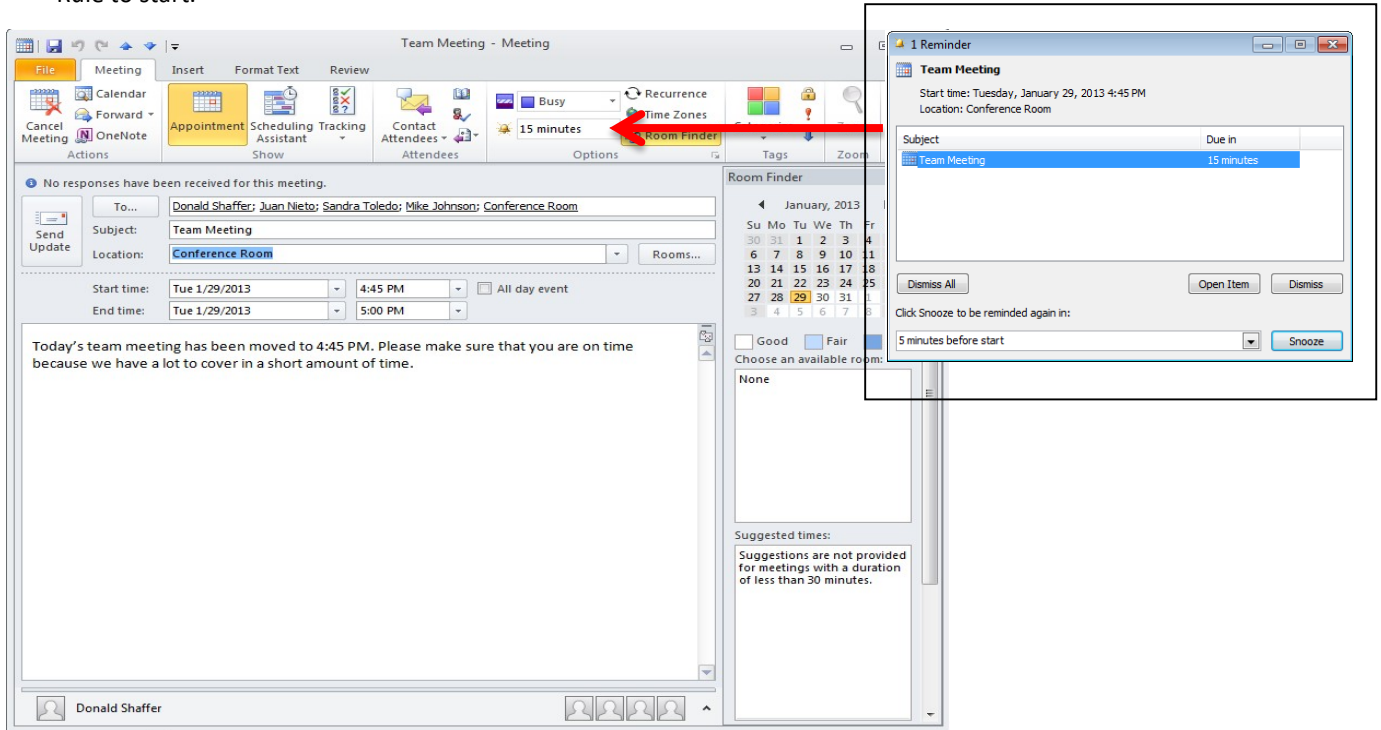 Rule to start.
Team Meeting - Meeting
File Meeting Insert Format Text Review
Cancel Meeting
Calendar
Forward
OneNote
Actions
Appointment
Scheduling Assistant
Tracking
Show
Contact Attendees
Attendees
Busy
15 minutes
Recurrence
Time Zones
Room Finder
Options
Tags
Zoom
No responses have been received for this meeting.
Send Update
To... Donald Shaffer; Juan Nieto; Sandra Toledo; Mike Johnson; Conference Room
Subject: Team Meeting
Location: Conference Room Rooms...
Start time: Tue 1/29/2013 4:45 PM All day event
End time: Tue 1/29/2013 5:00 PM
Today's team meeting has been moved to 4:45 PM. Please make sure that you are on time
because we have a lot to cover in a short amount of time.
Donald Shaffer
Room Finder
January, 2013
Su Mo Tu We Th Fr
30 31 1 2 3 4
6 7 8 9 10 11
13 14 15 16 17 18
20 21 22 23 24 25
27 28 29 30 31 1
3 4 5 6 7 8
Good Fair
Choose an available room:
None
Suggested times:
Suggestions are not provided
for meetings with a duration
of less than 30 minutes.
1 Reminder
Team Meeting
Start time: Tuesday, January 29, 2013 4:45 PM
Location: Conference Room
Subject Due in
Team Meeting 15 minutes
Dismiss All Open Item Dismiss
Click Snooze to be reminded again in:
5 minutes before start Snooze